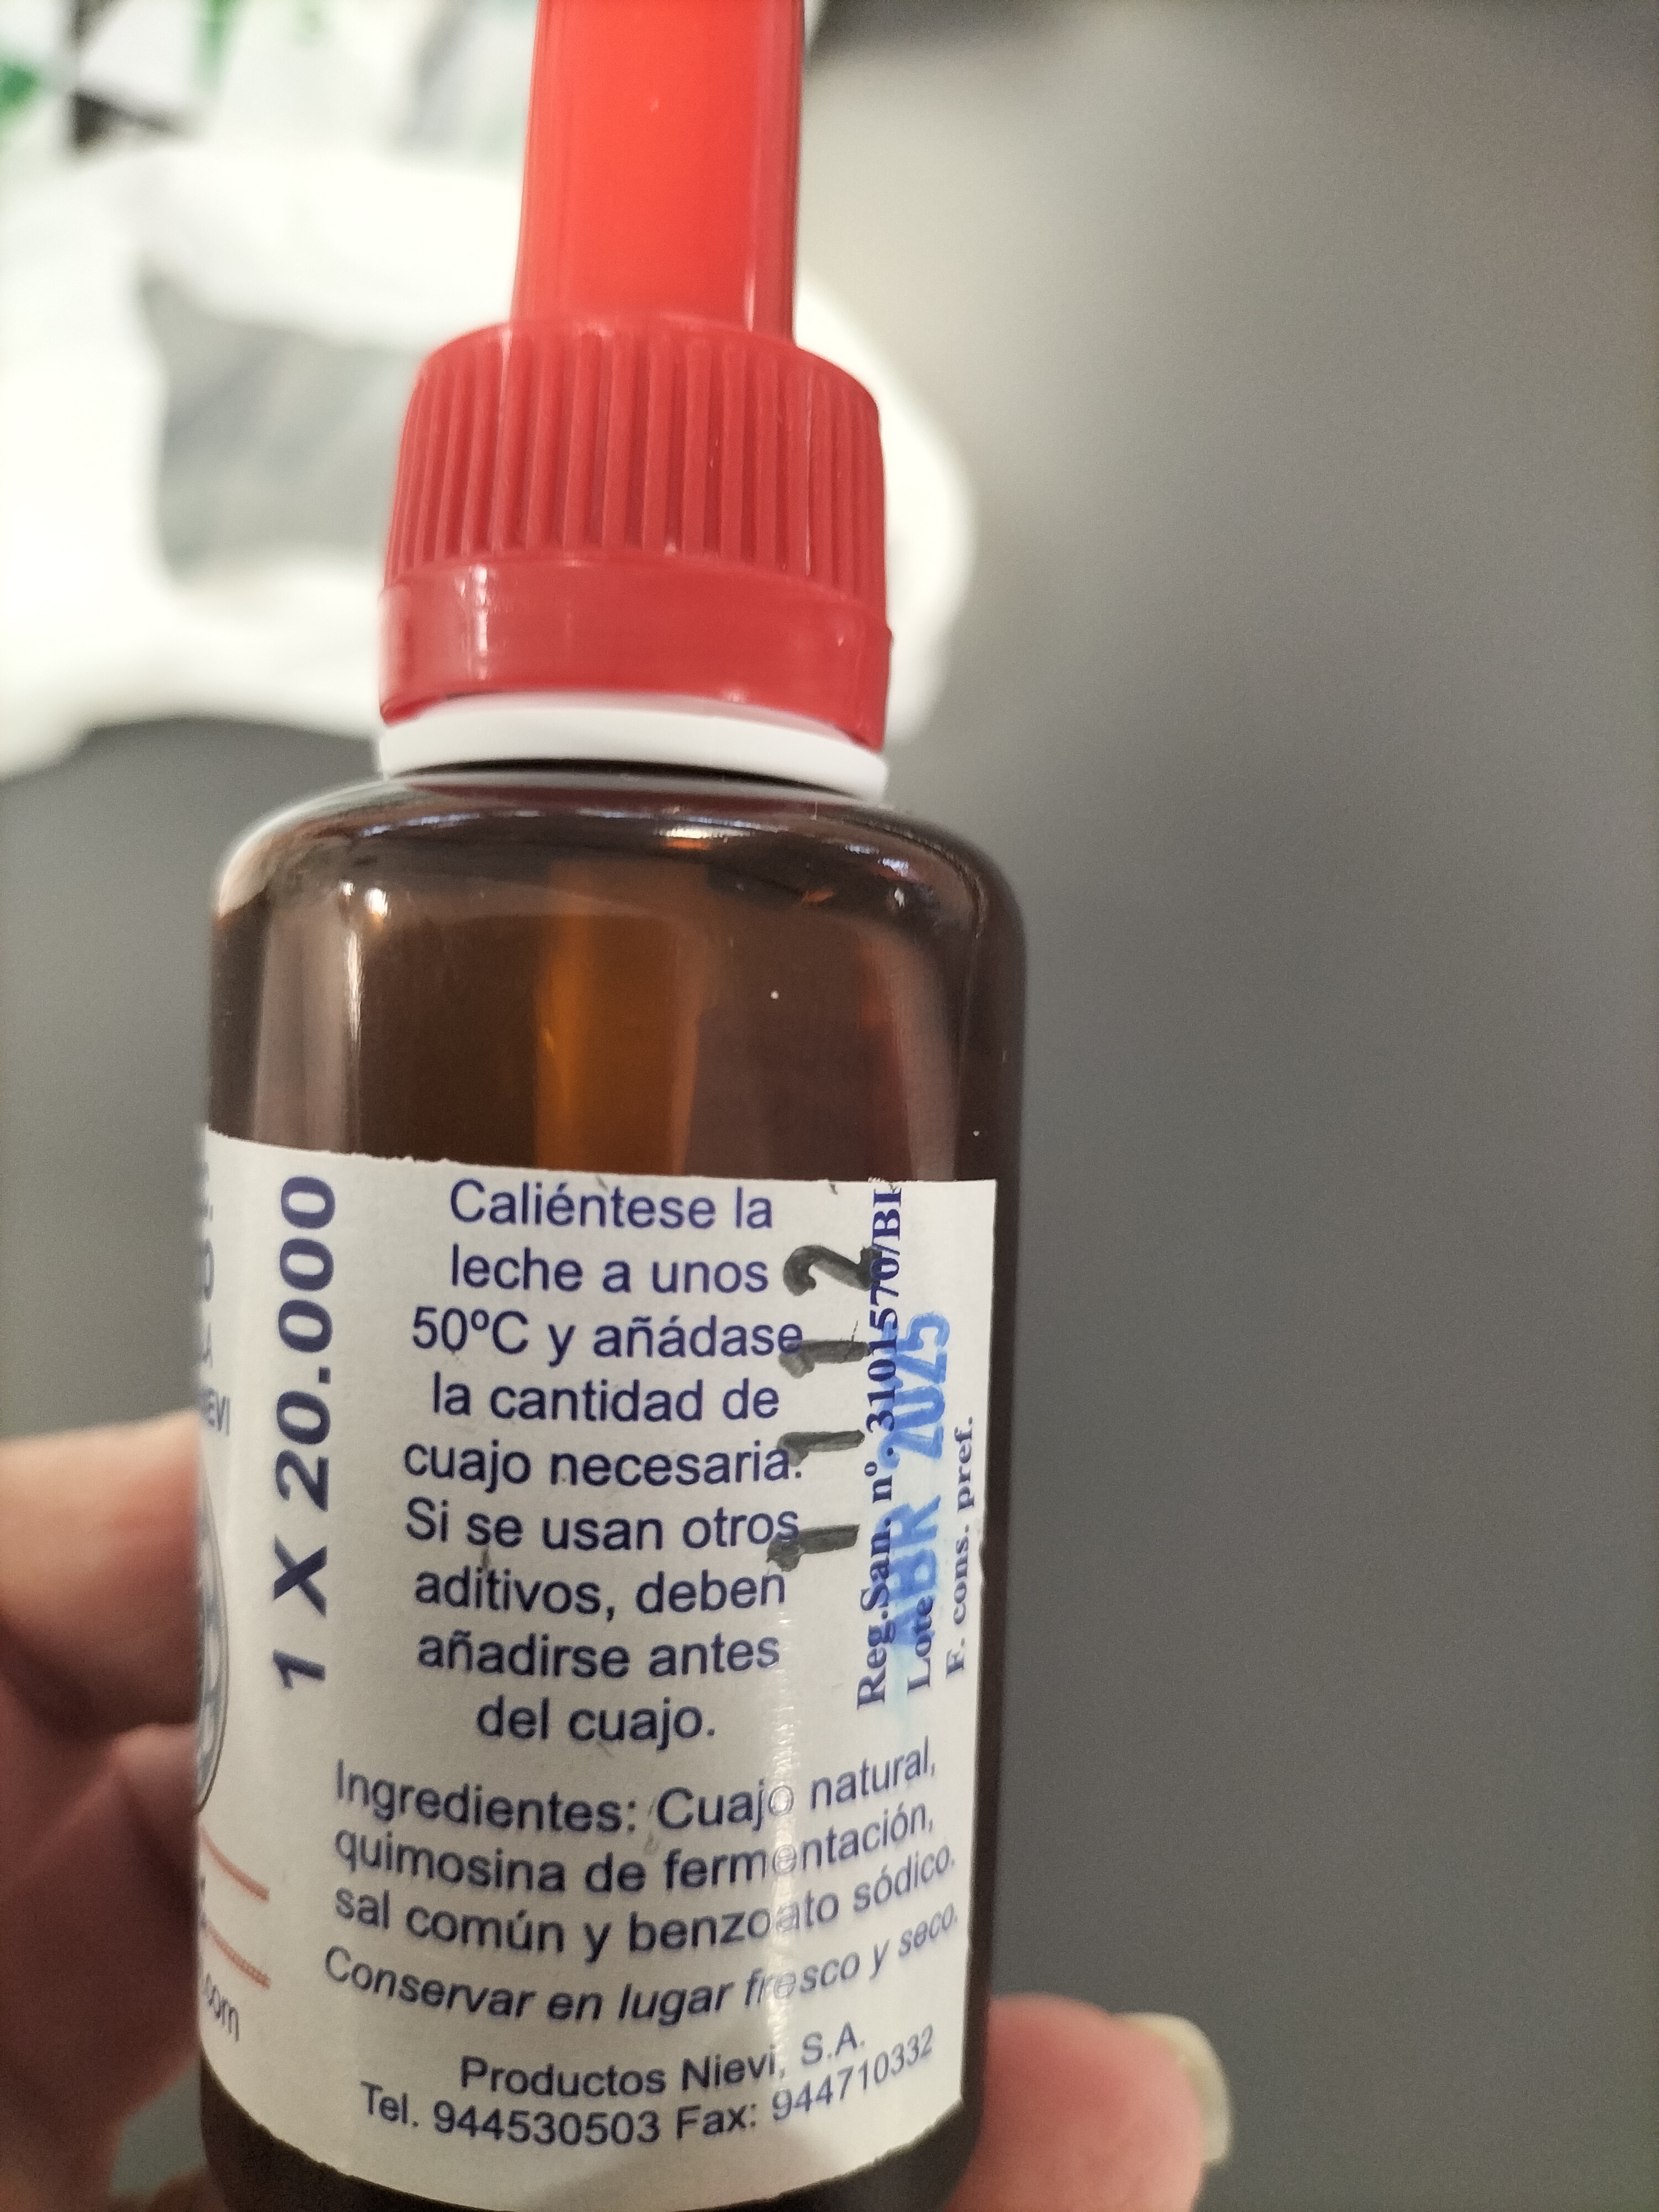 1 X 20.000
Caliéntese la
leche a unos
50ºC y añádase
la cantidad de
cuajo necesaria.
Si se usan otros
aditivos, deben
añadirse antes
del cuajo.
1112
Reg.San. nº. 3101570/BI
Lote
ABR 2025
F. cons. pref.
Ingredientes: Cuajo natural,
quimosina de fermentación,
sal común y benzoato sódico.
Conservar en lugar fresco y seco.
Productos Nievi, S.A.
Tel. 944530503 Fax: 944710332
.com